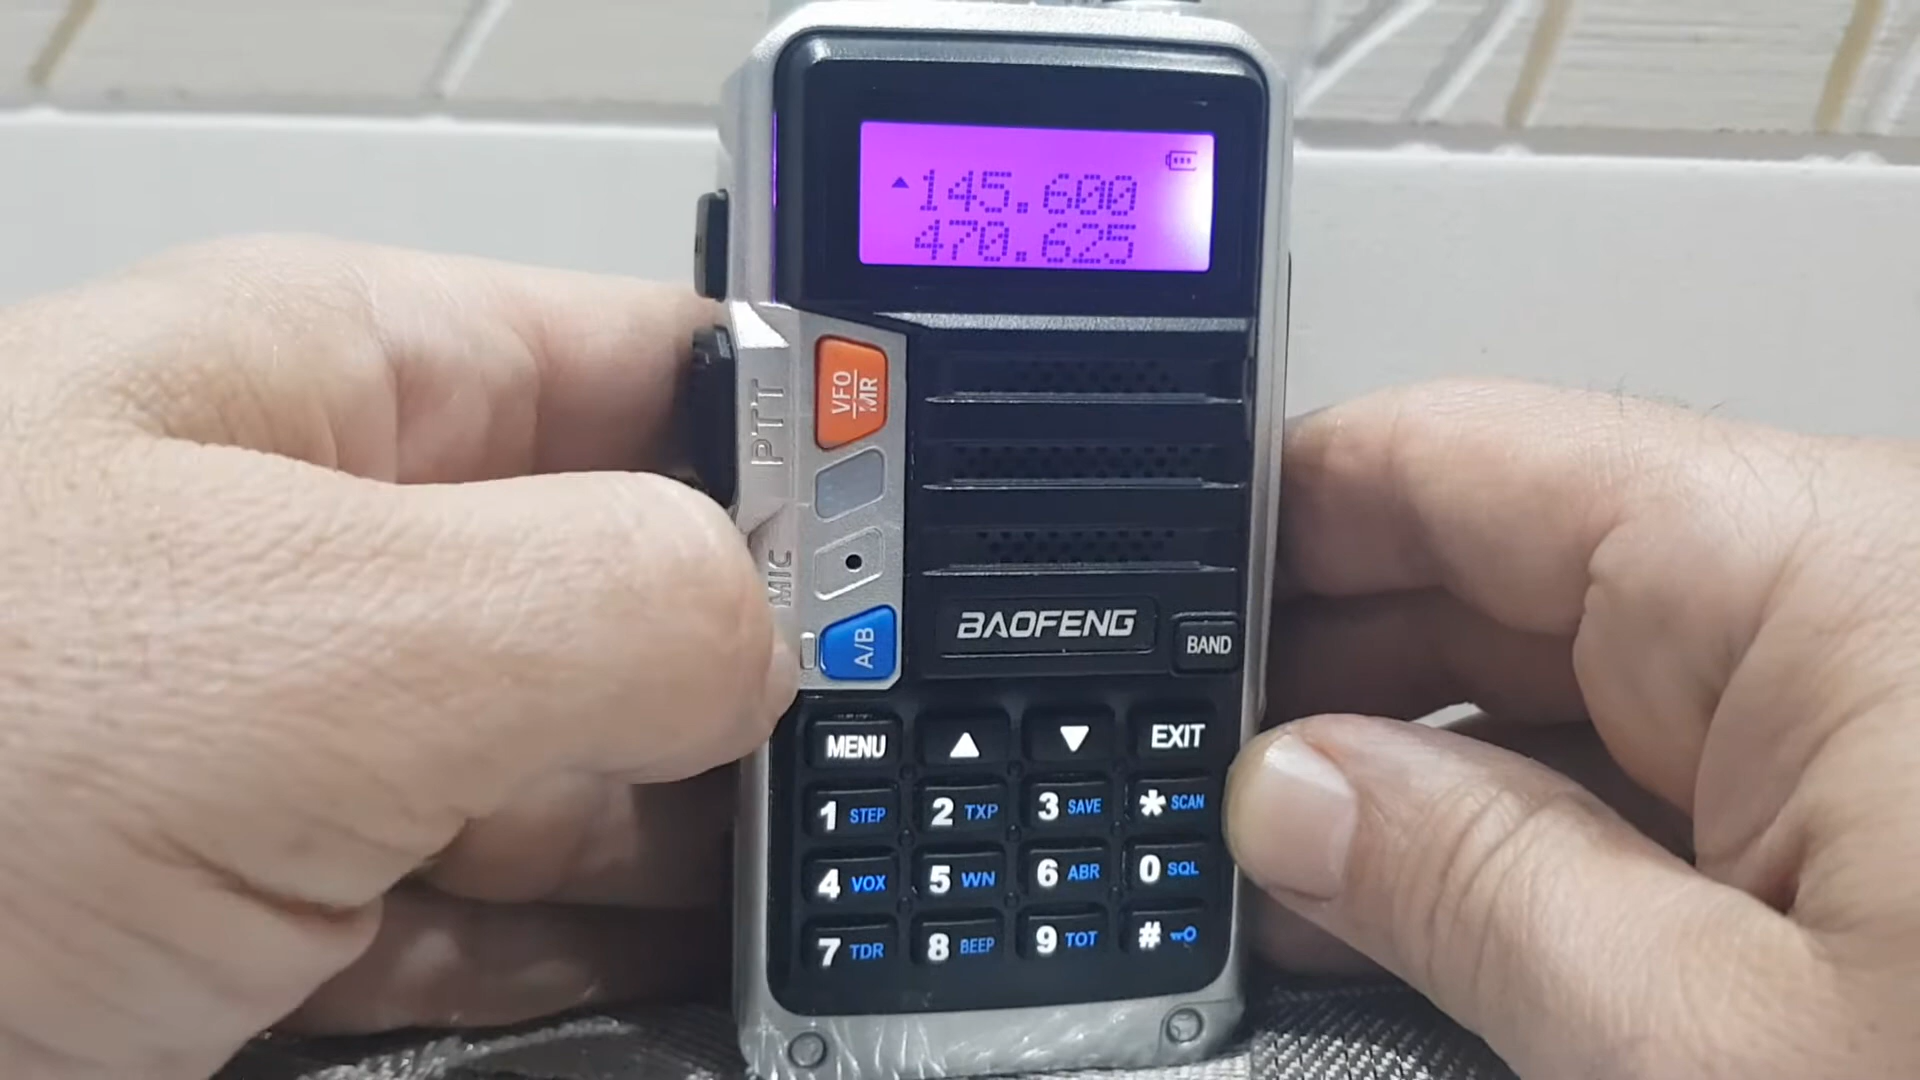 ▲145.600
470.625
VFO
MR
PTT
MIC
A/B
BAOFENG
BAND
MENU ▲ ▼ EXIT
1 STEP 2 TXP 3 SAVE * SCAN
4 VOX 5 WN 6 ABR 0 SQL
7 TDR 8 BEEP 9 TOT #